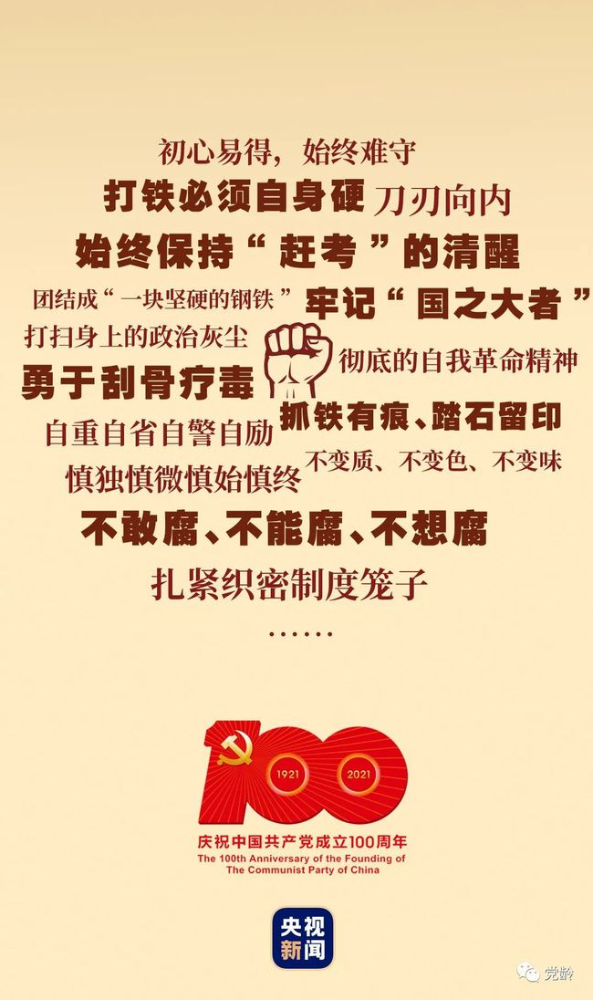 初心易得，始终难守
打铁必须自身硬 刀刃向内
始终保持“赶考”的清醒
团结成“一块坚硬的钢铁” 牢记“国之大者”
打扫身上的政治灰尘
彻底的自我革命精神
勇于刮骨疗毒
抓铁有痕、踏石留印
自重自省自警自励
不变质、不变色、不变味
慎独慎微慎始慎终
不敢腐、不能腐、不想腐
扎紧织密制度笼子
······
100
1921 2021
庆祝中国共产党成立100周年
The 100th Anniversary of the Founding of
The Communist Party of China
央视
新闻
党龄